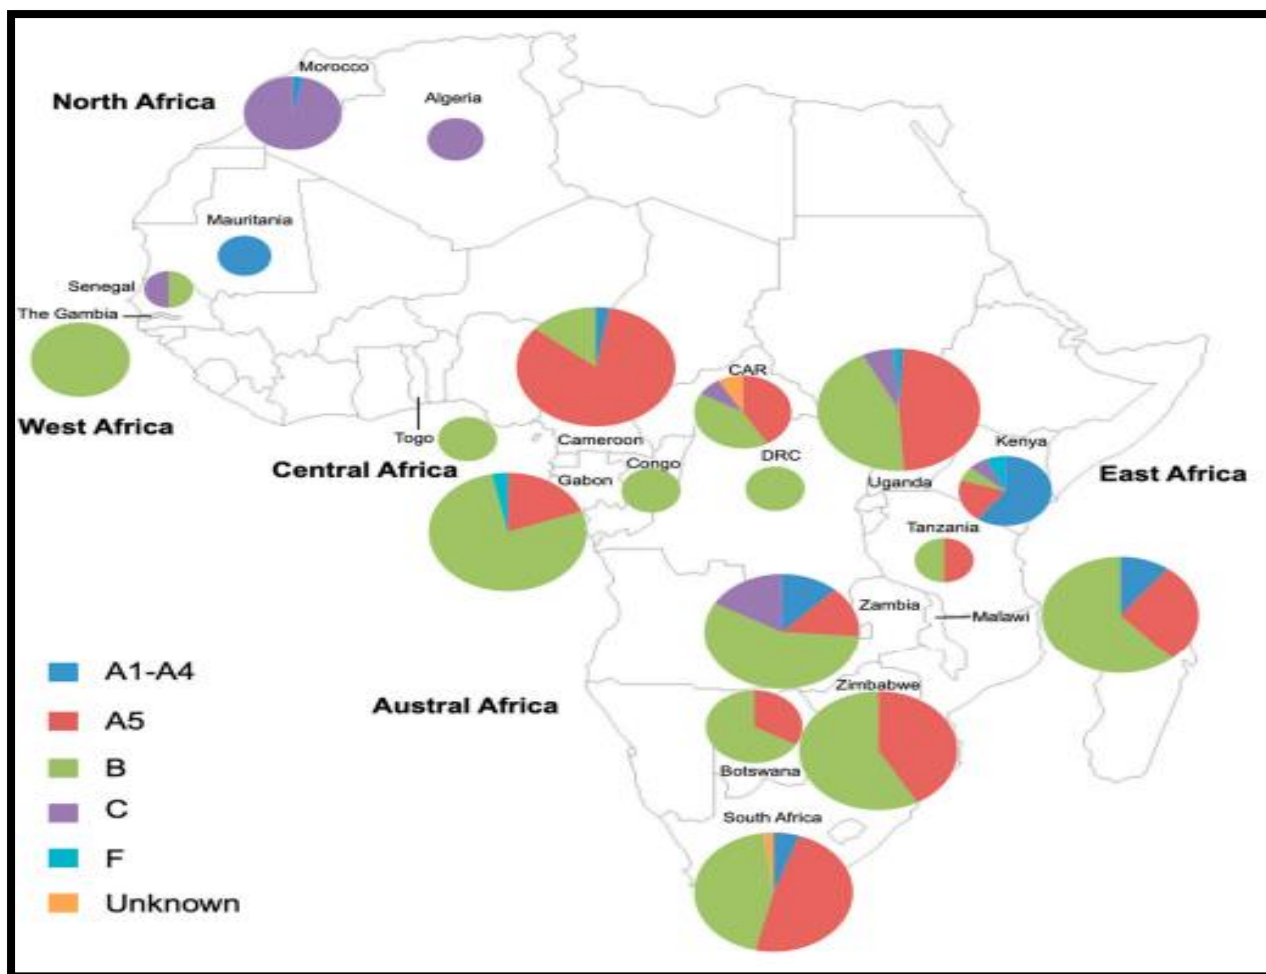 Morocco
North Africa
Algeria
Mauritania
Senegal
The Gambia
West Africa
Togo
Central Africa
Cameroon
Gabon
Congo
CAR
DRC
Uganda
Kenya
East Africa
Tanzania
Zambia
Malawi
Austral Africa
Zimbabwe
Botswana
South Africa
A1-A4
A5
B
C
F
Unknown